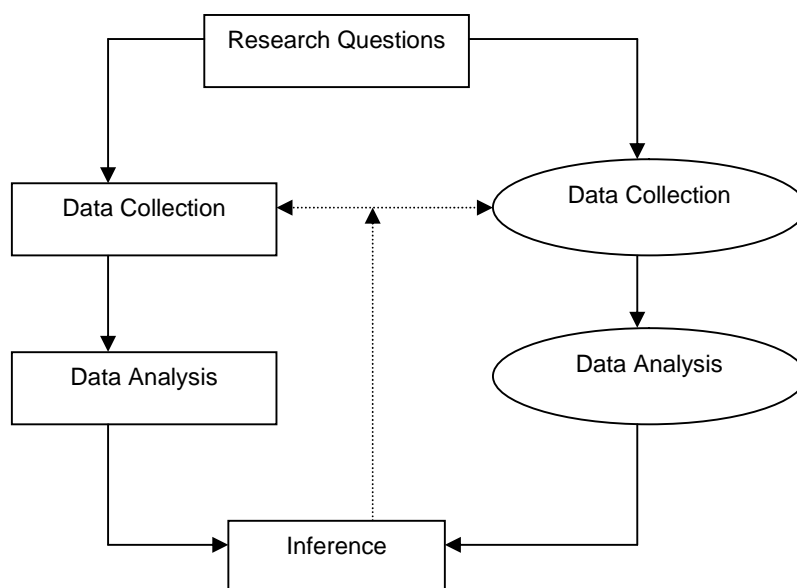 Research Questions
Data Collection
Data Collection
Data Analysis
Data Analysis
Inference